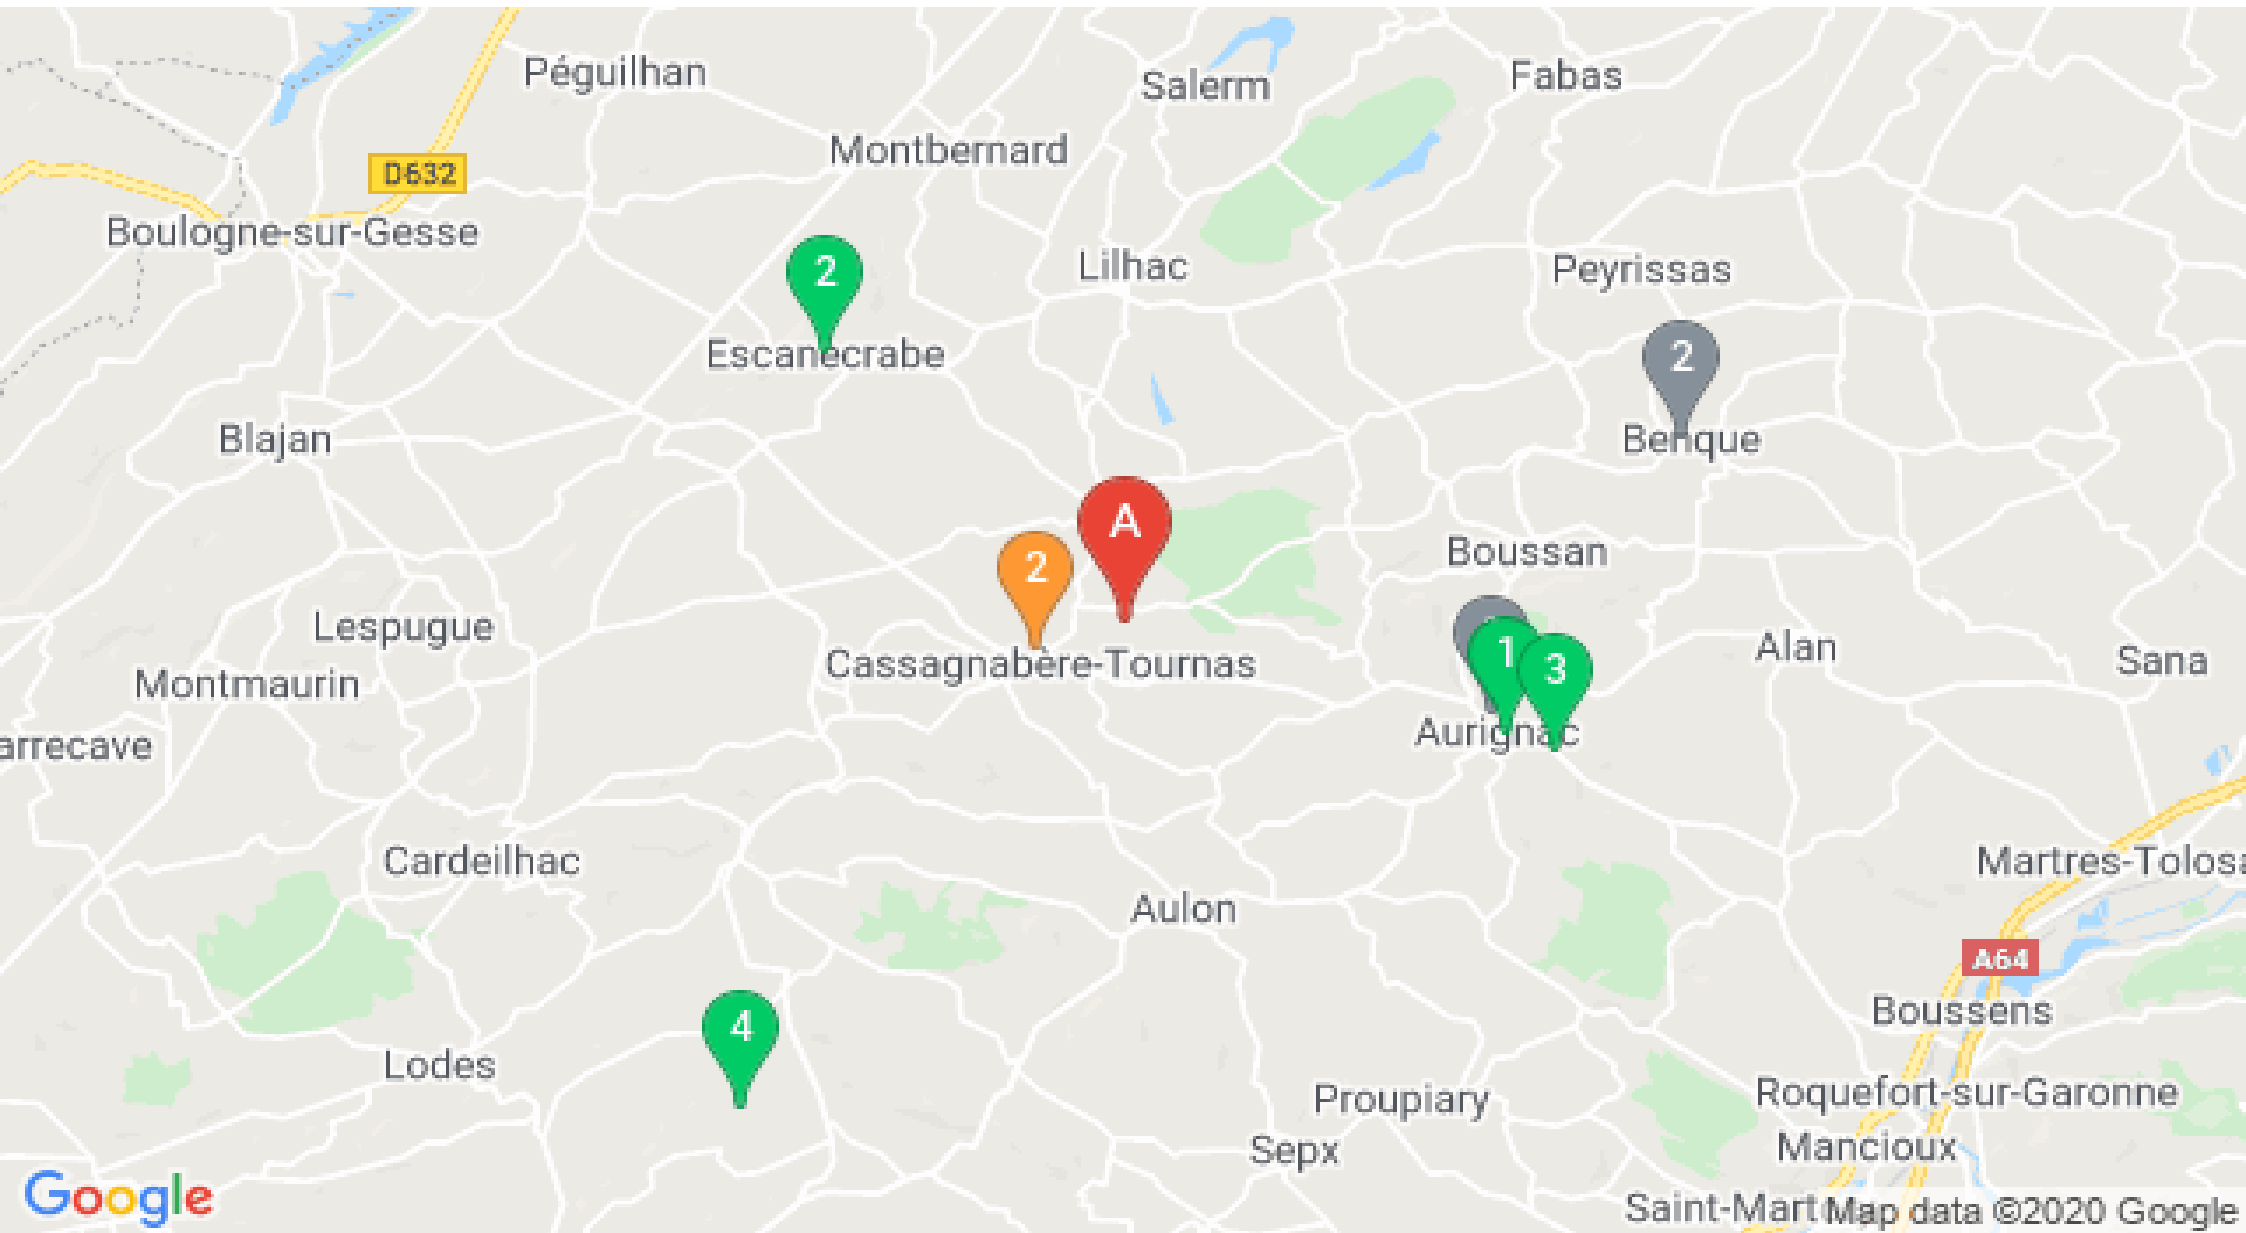 Péguilhan
Salerm
Fabas
Montbernard
D632
Boulogne-sur-Gesse
Lilhac
Peyrissas
2
Escanecrabe
2
Benque
Blajan
A
2
Boussan
Lespugue
Cassagnabère-Tournas
1
3
Alan
Sana
Montmaurin
Aurignac
arrecave
Cardeilhac
Martres-Tolosa
Aulon
A64
4
Boussens
Lodes
Proupiary
Roquefort-sur-Garonne
Sepx
Mancioux
Google
Saint-Mart
Map data ©2020 Google